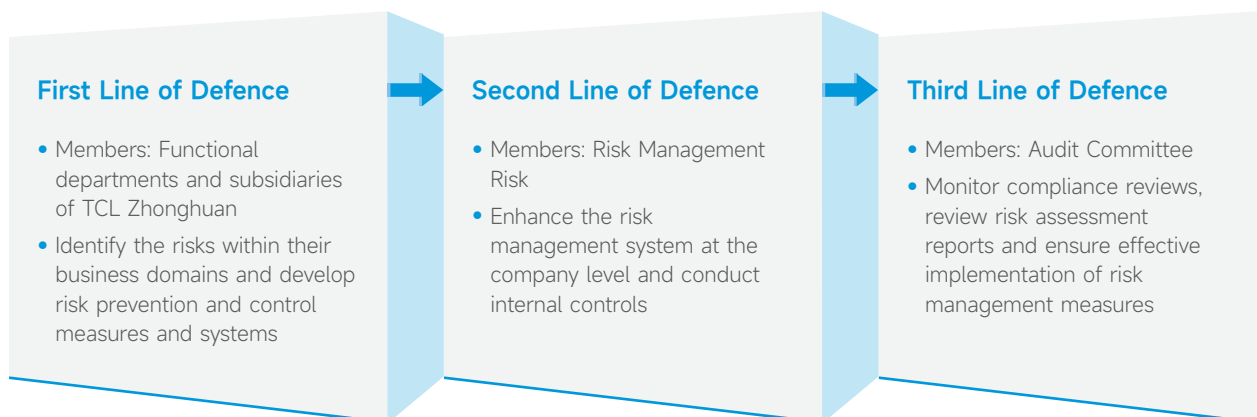 First Line of Defence
• Members: Functional
departments and subsidiaries
of TCL Zhonghuan
• Identify the risks within their
business domains and develop
risk prevention and control
measures and systems
Second Line of Defence
• Members: Risk Management
Risk
• Enhance the risk
management system at the
company level and conduct
internal controls
Third Line of Defence
• Members: Audit Committee
• Monitor compliance reviews,
review risk assessment
reports and ensure effective
implementation of risk
management measures